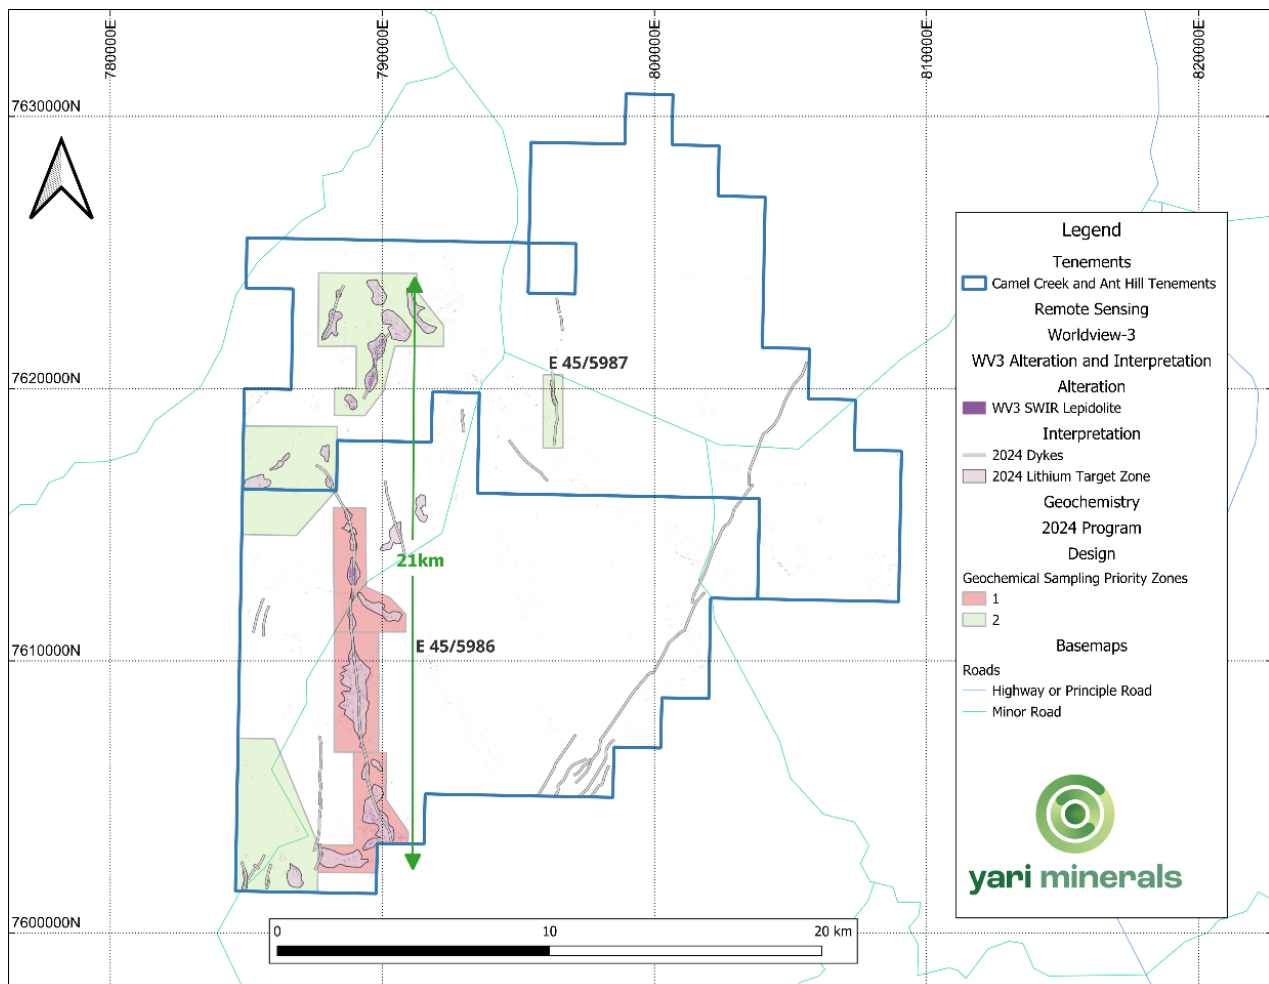 780000E
790000E
800000E
810000E
820000E
7630000N
7620000N
7610000N
7600000N
E 45/5987
21km
E 45/5986
Legend
Tenements
Camel Creek and Ant Hill Tenements
Remote Sensing
Worldview-3
WV3 Alteration and Interpretation
Alteration
WV3 SWIR Lepidolite
Interpretation
2024 Dykes
2024 Lithium Target Zone
Geochemistry
2024 Program
Design
Geochemical Sampling Priority Zones
1
2
Basemaps
Roads
Highway or Principle Road
Minor Road
yari minerals
0 10 20 km